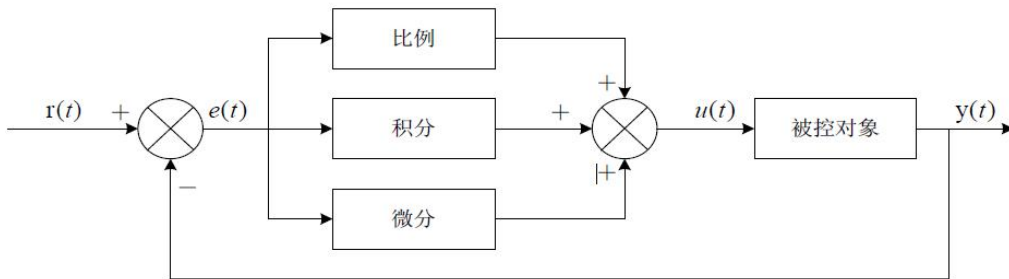 比例
+
r(t)
+
e(t)
积分
+
u(t)
被控对象
y(t)
−
|+
微分